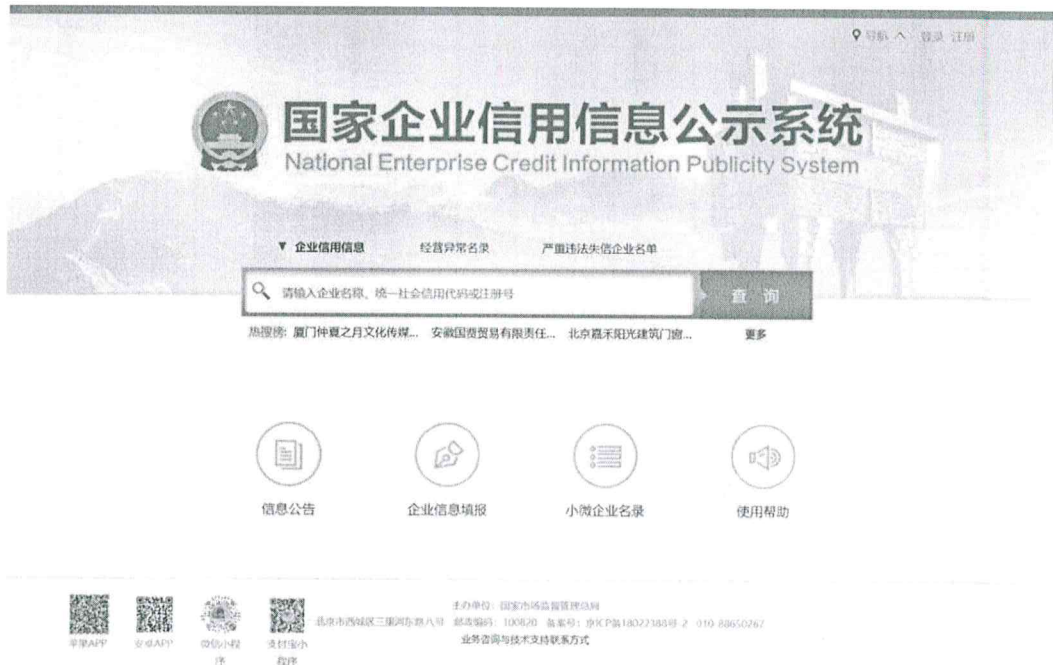 导航 登录 注册
国家企业信用信息公示系统
National Enterprise Credit Information Publicity System
企业信用信息 经营异常名录 严重违法失信企业名单
请输入企业名称、统一社会信用代码或注册号 查 询
热搜榜: 厦门仲夏之月文化传媒... 安徽国赍贸易有限责任... 北京嘉禾阳光建筑门窗... 更多
信息公告 企业信息填报 小微企业名录 使用帮助
主办单位: 国家市场监督管理总局
北京市西城区三里河东路八号 邮政编码: 100820 备案号: 京ICP备18022388号-2 010-88650267
业务咨询与技术支持联系方式
苹果APP 安卓APP 微信小程序 支付宝小程序